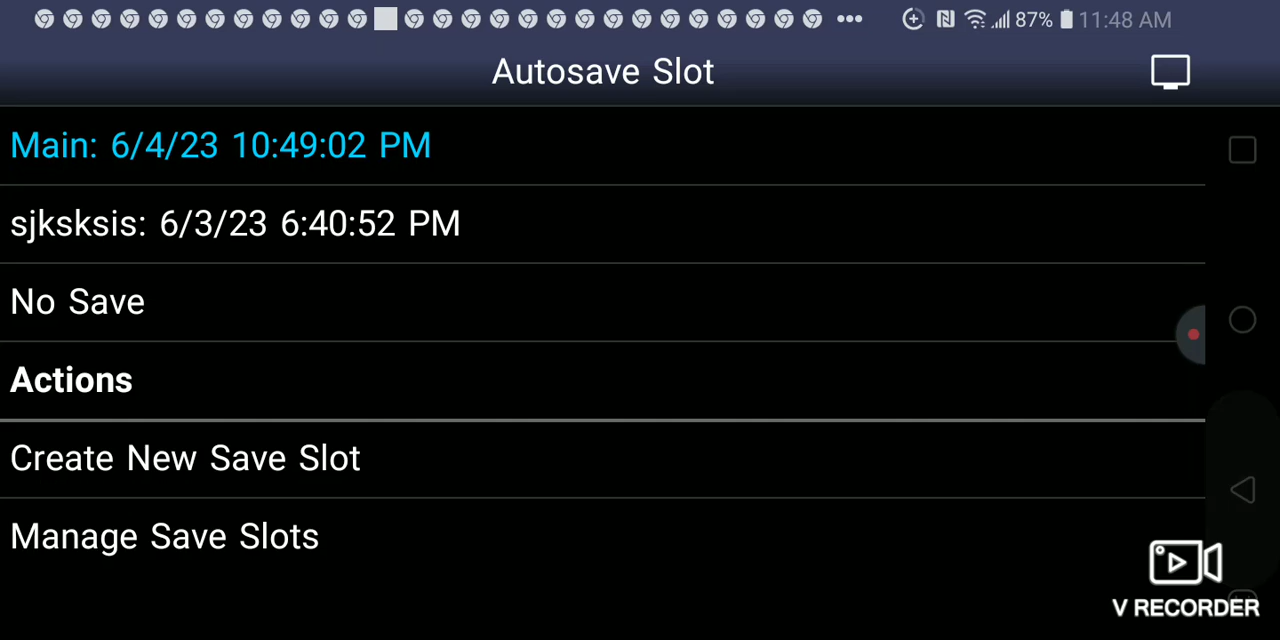 87% 11:48 AM
Autosave Slot
Main: 6/4/23 10:49:02 PM
sjksksis: 6/3/23 6:40:52 PM
No Save
Actions
Create New Save Slot
Manage Save Slots
V RECORDER